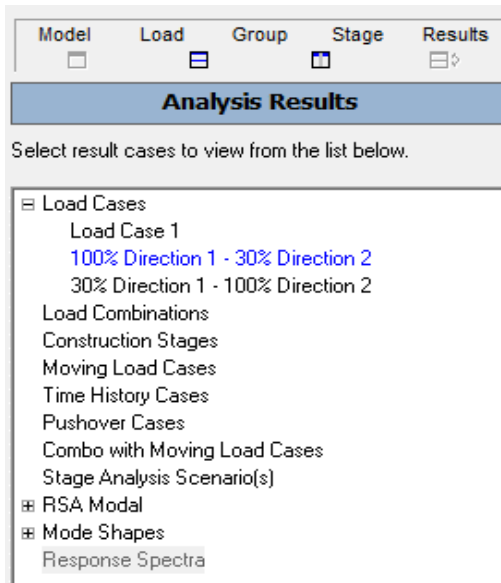 Model Load Group Stage Results
Analysis Results
Select result cases to view from the list below.
Load Cases
Load Case 1
100% Direction 1 - 30% Direction 2
30% Direction 1 - 100% Direction 2
Load Combinations
Construction Stages
Moving Load Cases
Time History Cases
Pushover Cases
Combo with Moving Load Cases
Stage Analysis Scenario(s)
RSA Modal
Mode Shapes
Response Spectra